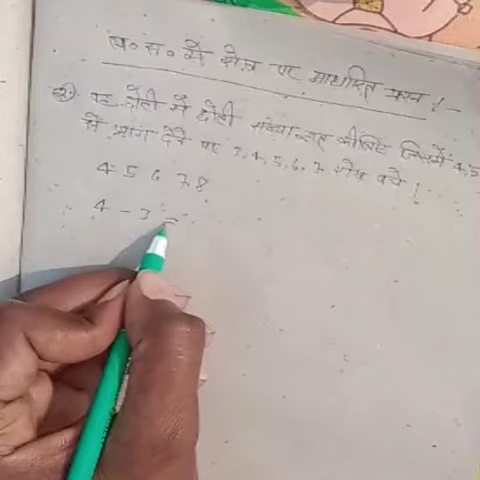 ल० स० में शेष पर आधारित प्रश्न !-
वह छोटी से छोटी संख्या ज्ञात कीजिए जिसमें 4, 5
से भाग देने पर 3, 4, 5, 6, 7 शेष बचे !
4 5 6 7 8
4 - 3 =